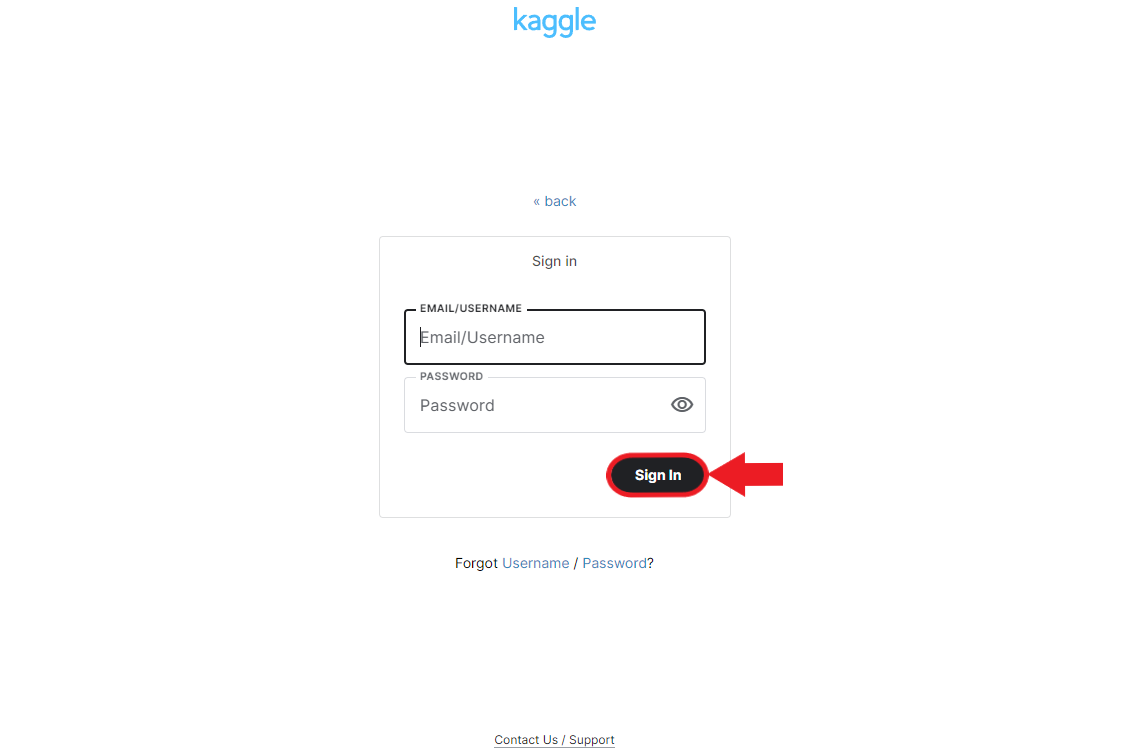 kaggle
« back
Sign in
EMAIL/USERNAME
Email/Username
PASSWORD
Password
Sign In
Forgot Username / Password?
Contact Us / Support